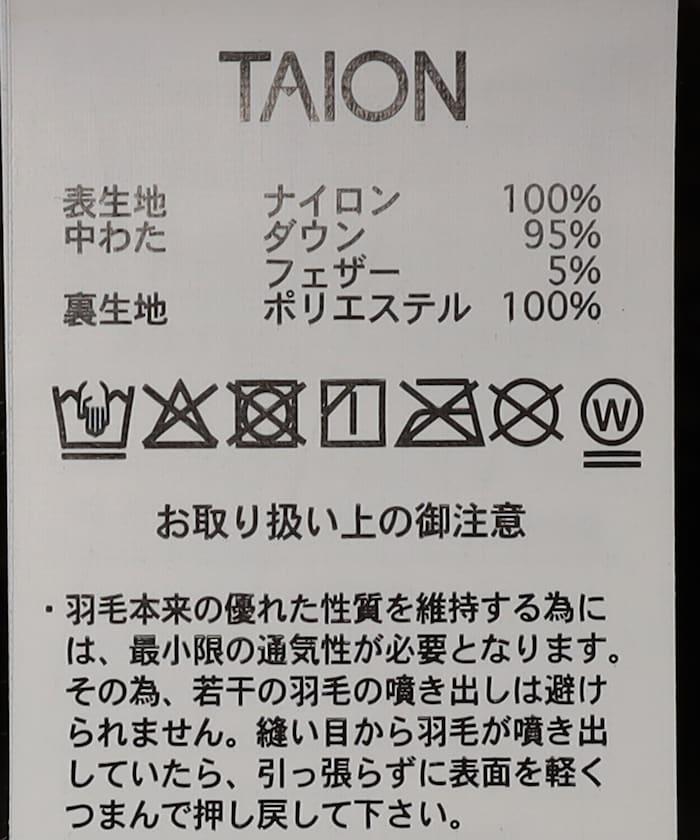 TAION
表生地 ナイロン 100%
中わた ダウン 95%
フェザー 5%
裏生地 ポリエステル 100%
W
お取り扱い上の御注意
・羽毛本来の優れた性質を維持する為に
は、最小限の通気性が必要となります。
その為、若干の羽毛の噴き出しは避け
られません。縫い目から羽毛が噴き出
していたら、引っ張らずに表面を軽く
つまんで押し戻して下さい。